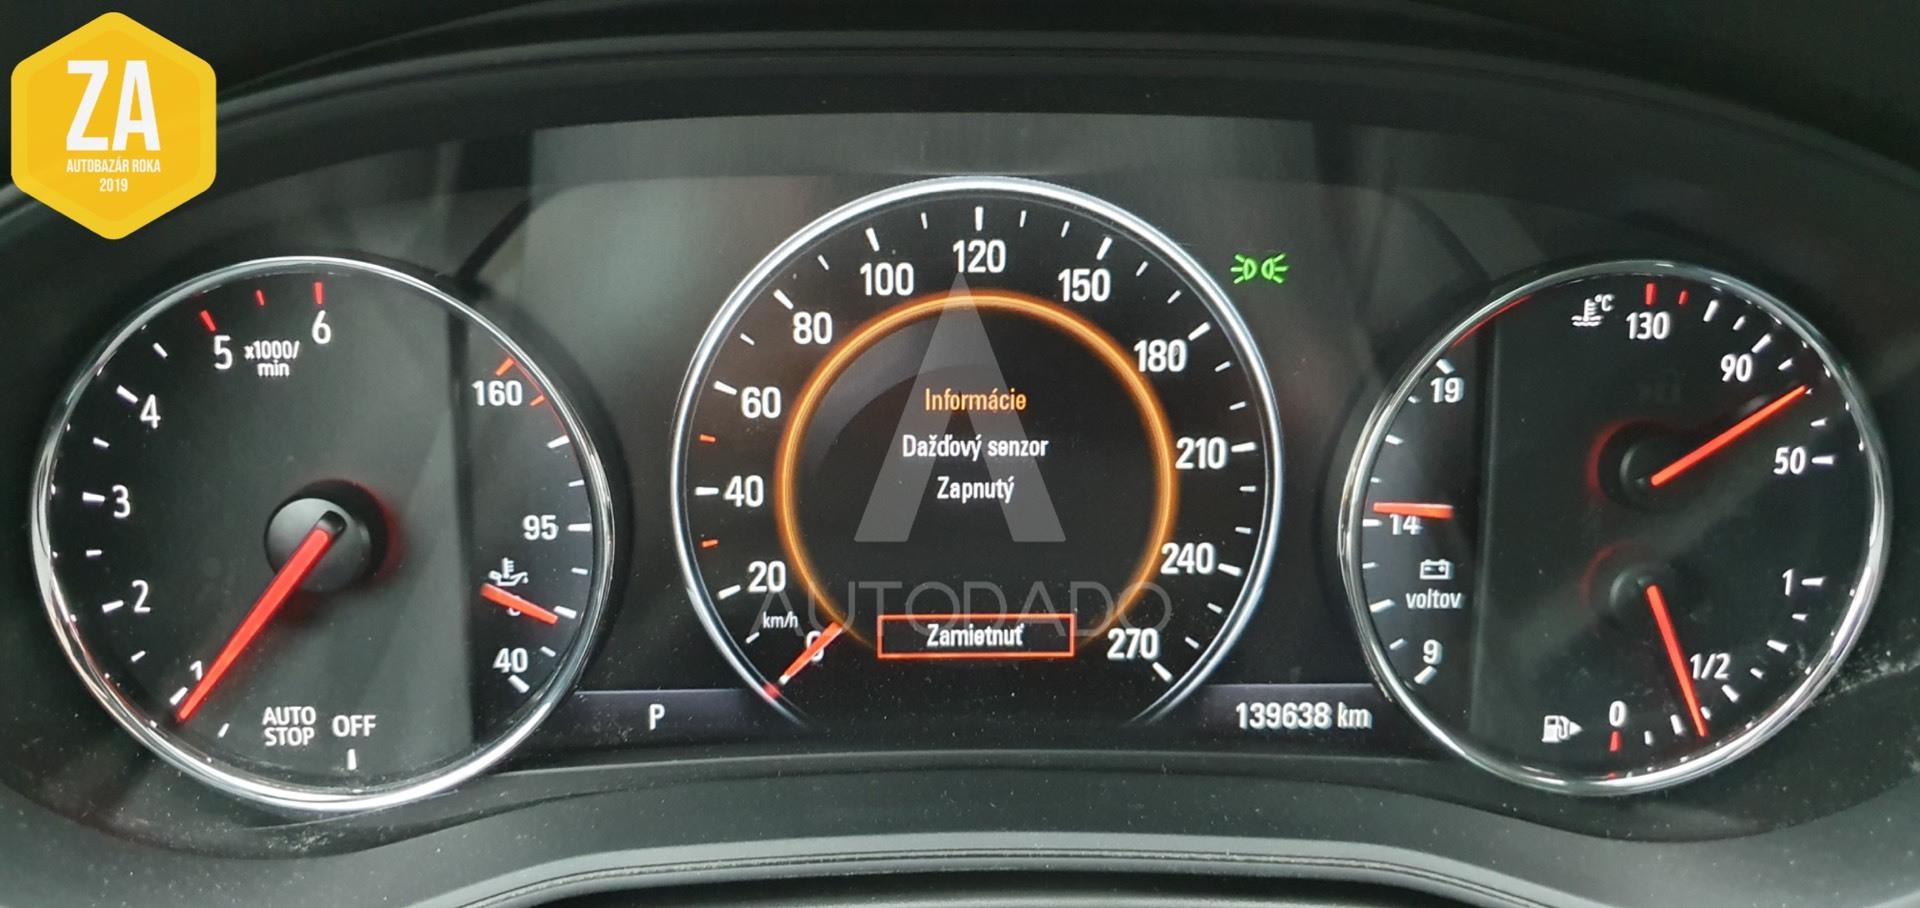 ZA
AUTOBAZÁR ROKA
2019
6
5
x1000/
min
4
3
2
1
AUTO
STOP
OFF
160
95
40
0
20
40
60
80
100
120
150
180
210
240
270
km/h
Informácie
Dažďový senzor
Zapnutý
Zamietnuť
AUTODADO
P
139638 km
19
14
voltov
9
°C
130
90
50
1
1/2
0